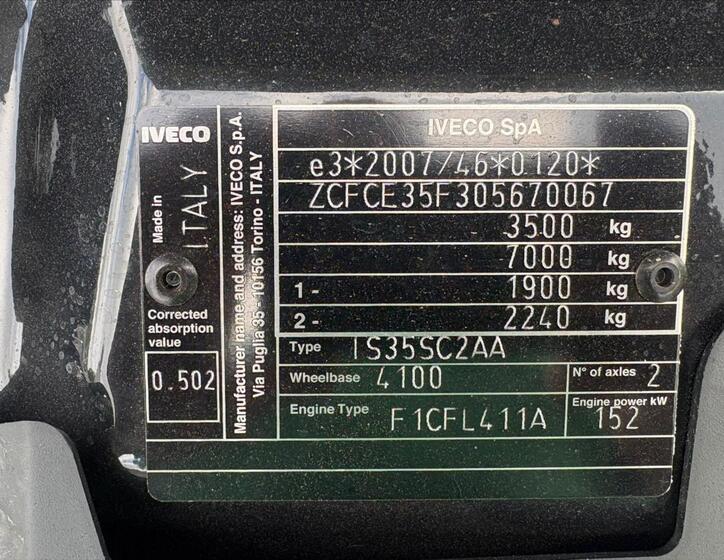 IVECO
Made in
ITALY
Corrected
absorption
value
0.502
Manufacturer name and address: IVECO S.p.A.
Via Puglia 35 - 10156 Torino - ITALY
IVECO SpA
e3*2007/46*0120*
ZCFCE35F305670067
3500 kg
7000 kg
1 - 1900 kg
2 - 2240 kg
Type IS35SC2AA
Wheelbase 4100
N° of axles 2
Engine Type F1CFL411A
Engine power kW
152